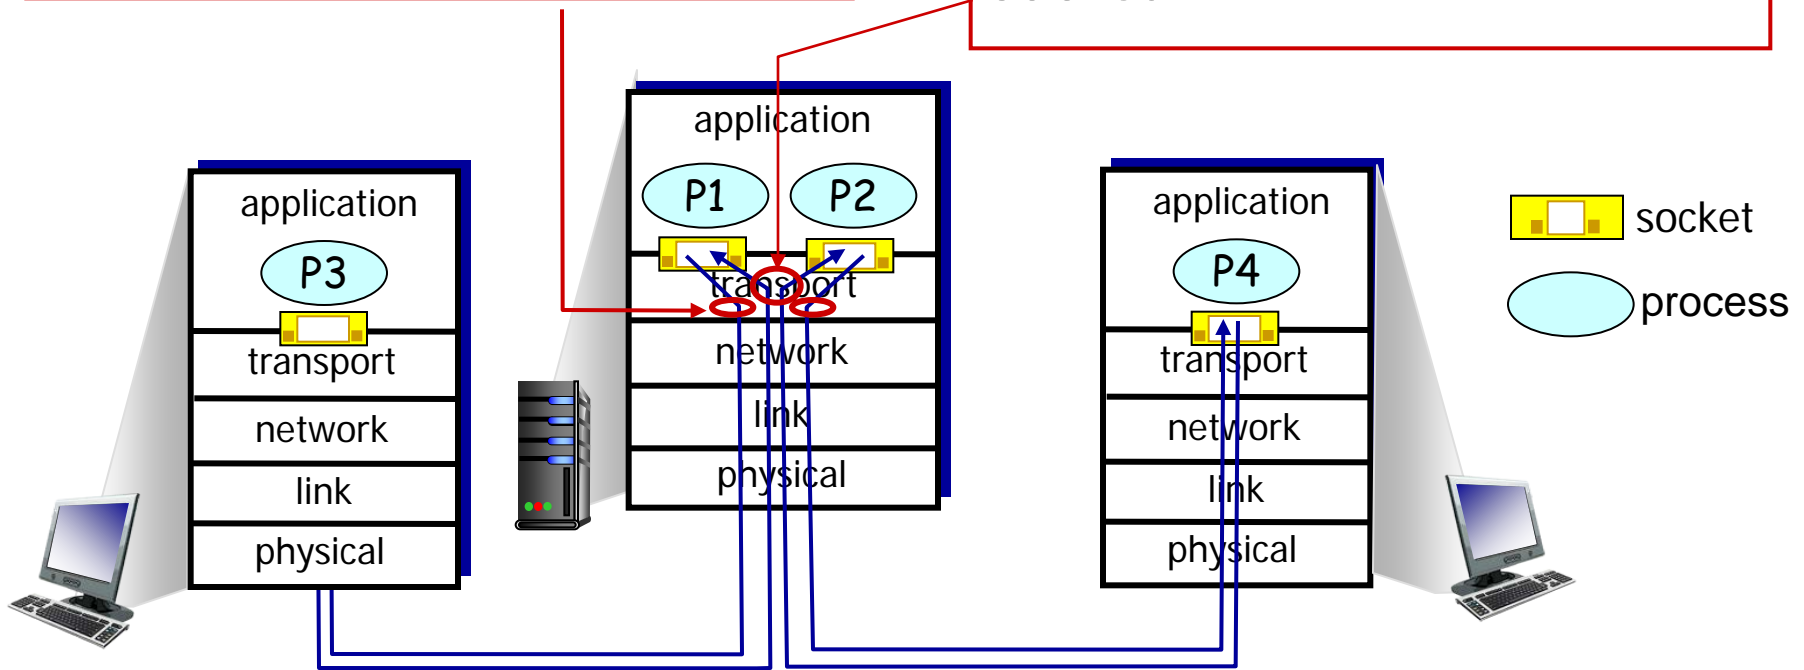 application
P1 P2
transport
network
link
physical
application
P3
transport
network
link
physical
application
P4
transport
network
link
physical
socket
process